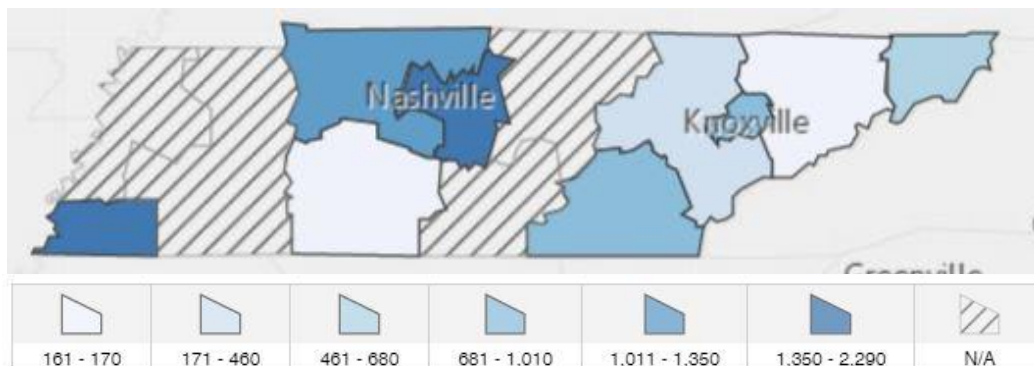 Nashville
Knoxville
Greenville
161 - 170
171 - 460
461 - 680
681 - 1,010
1,011 - 1,350
1,350 - 2,290
N/A